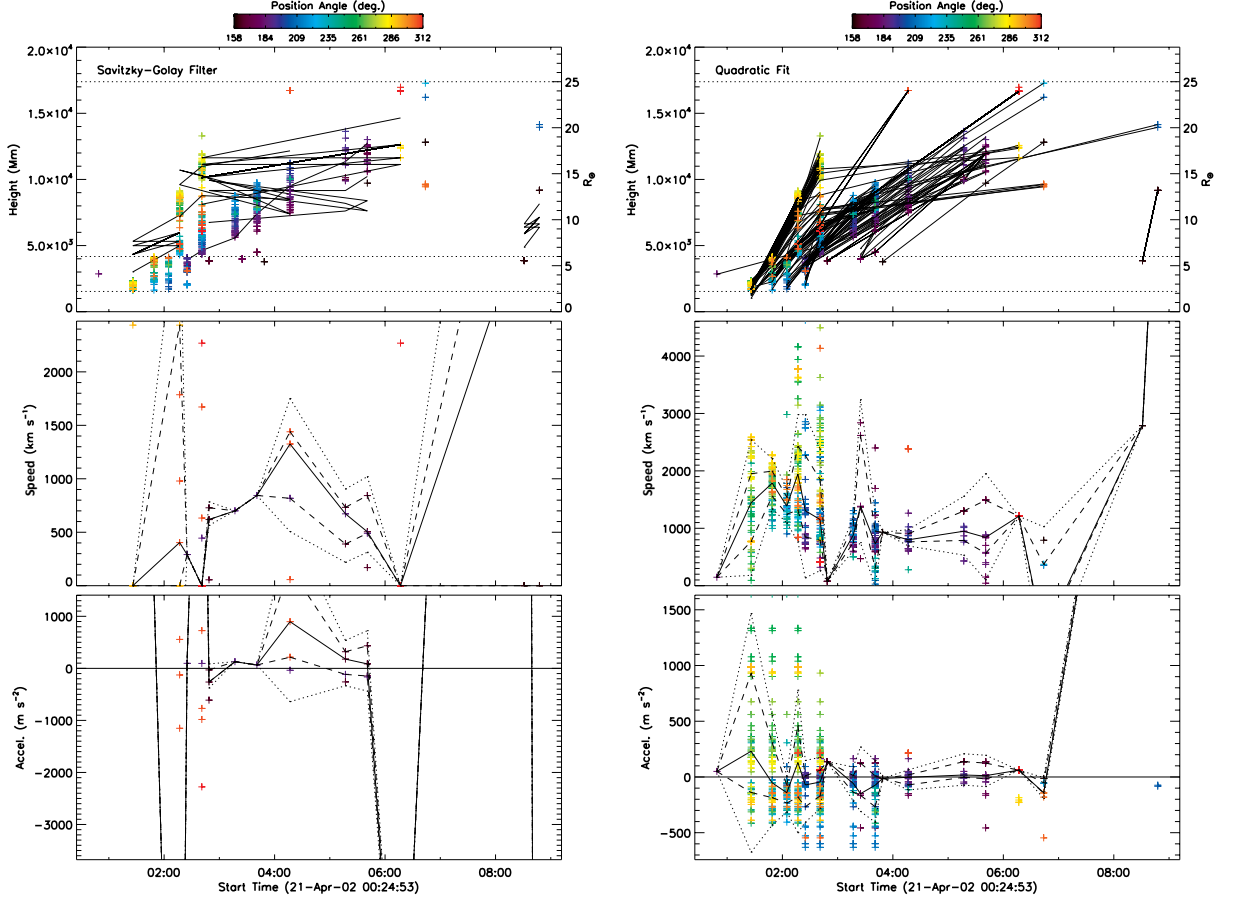 Position Angle (deg.)
158 184 209 235 261 286 312
Savitzky-Golay Filter
Height (Mm)
2.0×10⁴
1.5×10⁴
1.0×10⁴
5.0×10³
0
25
20
15
10
5
0
R⊕
Speed (km s⁻¹)
2000
1500
1000
500
0
Accel. (m s⁻²)
1000
0
-1000
-2000
-3000
02:00 04:00 06:00 08:00
Start Time (21-Apr-02 00:24:53)
Position Angle (deg.)
158 184 209 235 261 286 312
Quadratic Fit
Height (Mm)
2.0×10⁴
1.5×10⁴
1.0×10⁴
5.0×10³
0
25
20
15
10
5
0
R⊕
Speed (km s⁻¹)
4000
3000
2000
1000
0
Accel. (m s⁻²)
1500
1000
500
0
-500
02:00 04:00 06:00 08:00
Start Time (21-Apr-02 00:24:53)